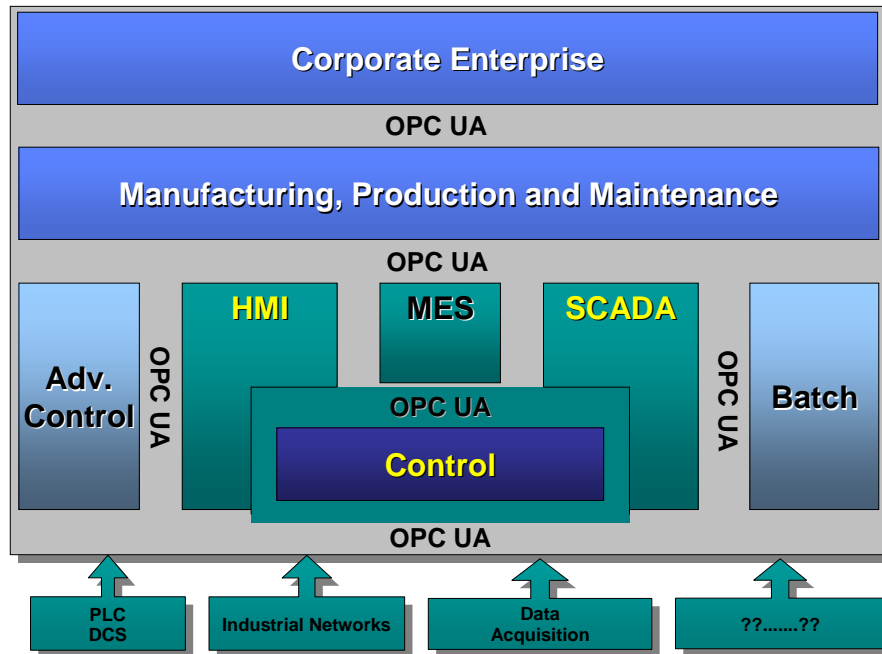 Corporate Enterprise
OPC UA
Manufacturing, Production and Maintenance
OPC UA
HMI
MES
SCADA
Adv.
Control
OPC UA
OPC UA
Control
OPC UA
Batch
OPC UA
PLC
DCS
Industrial Networks
Data
Acquisition
??.......??